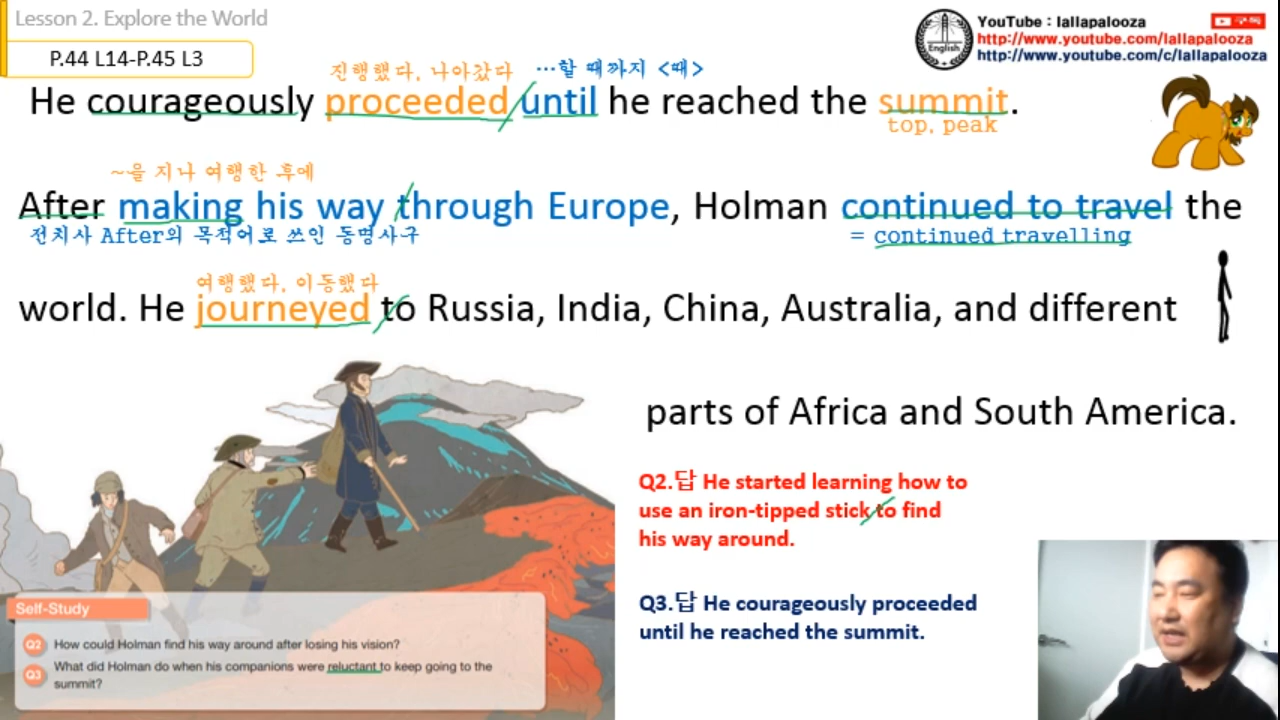 Lesson 2. Explore the World
P.44 L14-P.45 L3
English
YouTube : lallapalooza
구독
http://www.youtube.com/lallapalooza
http://www.youtube.com/c/lallapalooza
진행했다, 나아갔다
…할 때까지 <때>
He courageously proceeded until he reached the summit.
top, peak
~을 지나 여행한 후에
After making his way through Europe, Holman continued to travel the
전치사 After의 목적어로 쓰인 동명사구
= continued travelling
여행했다, 이동했다
world. He journeyed to Russia, India, China, Australia, and different
parts of Africa and South America.
Q2.답 He started learning how to
use an iron-tipped stick to find
his way around.
Q3.답 He courageously proceeded
until he reached the summit.
Self-Study
Q2 How could Holman find his way around after losing his vision?
Q3 What did Holman do when his companions were reluctant to keep going to the
summit?